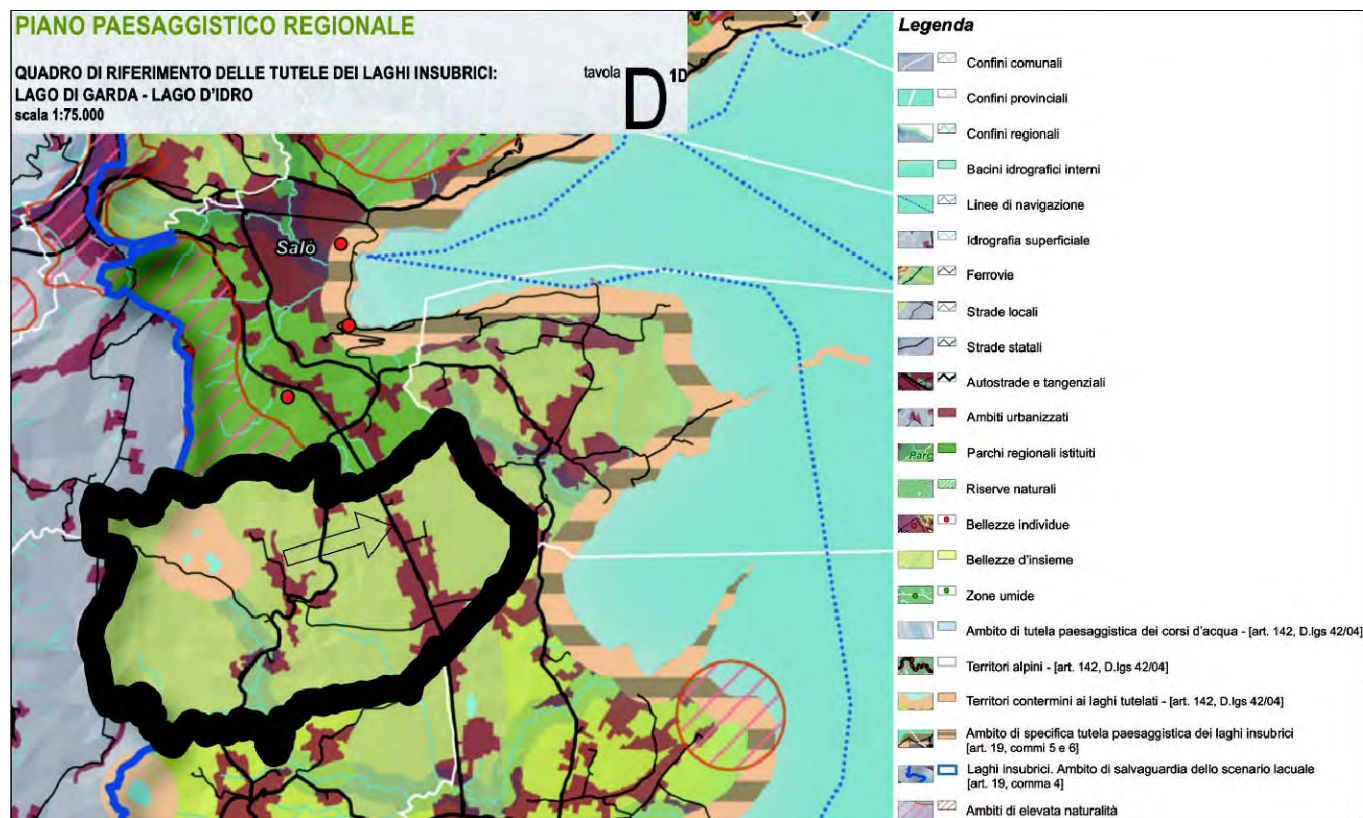 PIANO PAESAGGISTICO REGIONALE
QUADRO DI RIFERIMENTO DELLE TUTELE DEI LAGHI INSUBRICI:
LAGO DI GARDA - LAGO D'IDRO
scala 1:75.000
tavola D 1D
Salò
Legenda
Confini comunali
Confini provinciali
Confini regionali
Bacini idrografici interni
Linee di navigazione
Idrografia superficiale
Ferrovie
Strade locali
Strade statali
Autostrade e tangenziali
Ambiti urbanizzati
Parc
Parchi regionali istituiti
Riserve naturali
Bellezze individue
Bellezze d'insieme
Zone umide
Ambito di tutela paesaggistica dei corsi d'acqua - [art. 142, D.lgs 42/04]
Territori alpini - [art. 142, D.lgs 42/04]
Territori contermini ai laghi tutelati - [art. 142, D.lgs 42/04]
Ambito di specifica tutela paesaggistica dei laghi insubrici
[art. 19, commi 5 e 6]
Laghi insubrici. Ambito di salvaguardia dello scenario lacuale
[art. 19, comma 4]
Ambiti di elevata naturalità